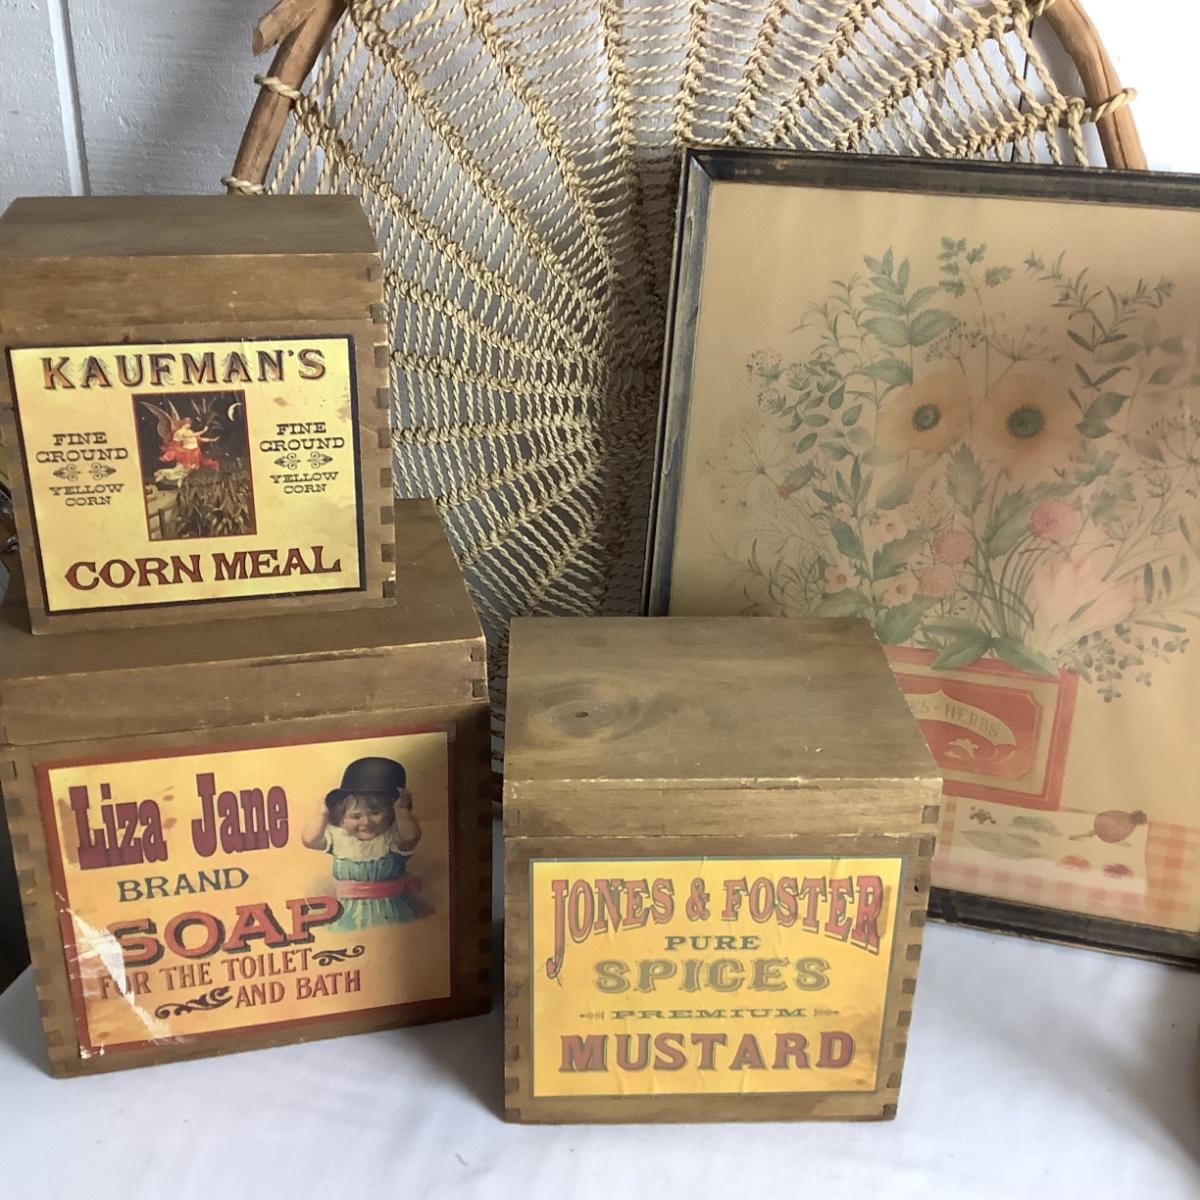 KAUFMAN'S
FINE
GROUND
YELLOW
CORN
FINE
GROUND
YELLOW
CORN
CORN MEAL
Liza Jane
BRAND
SOAP
FOR THE TOILET
AND BATH
JONES & FOSTER
PURE
SPICES
PREMIUM
MUSTARD
HERBS